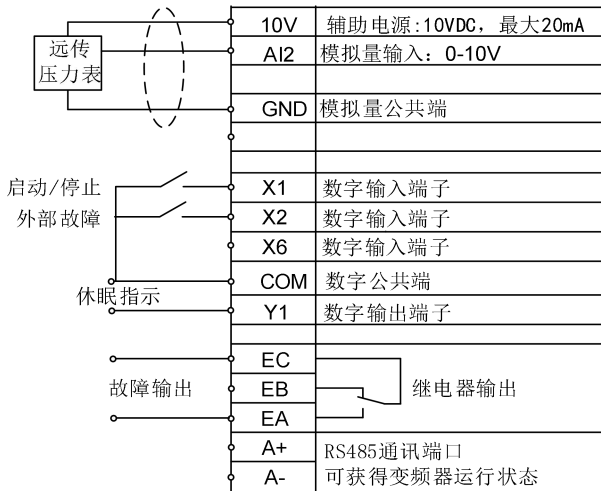 10V 辅助电源:10VDC，最大20mA
远传
压力表
AI2 模拟量输入：0-10V
GND 模拟量公共端
启动/停止 X1 数字输入端子
外部故障 X2 数字输入端子
X6 数字输入端子
COM 数字公共端
休眠指示
Y1 数字输出端子
EC
故障输出 EB 继电器输出
EA
A+ RS485通讯端口
A- 可获得变频器运行状态